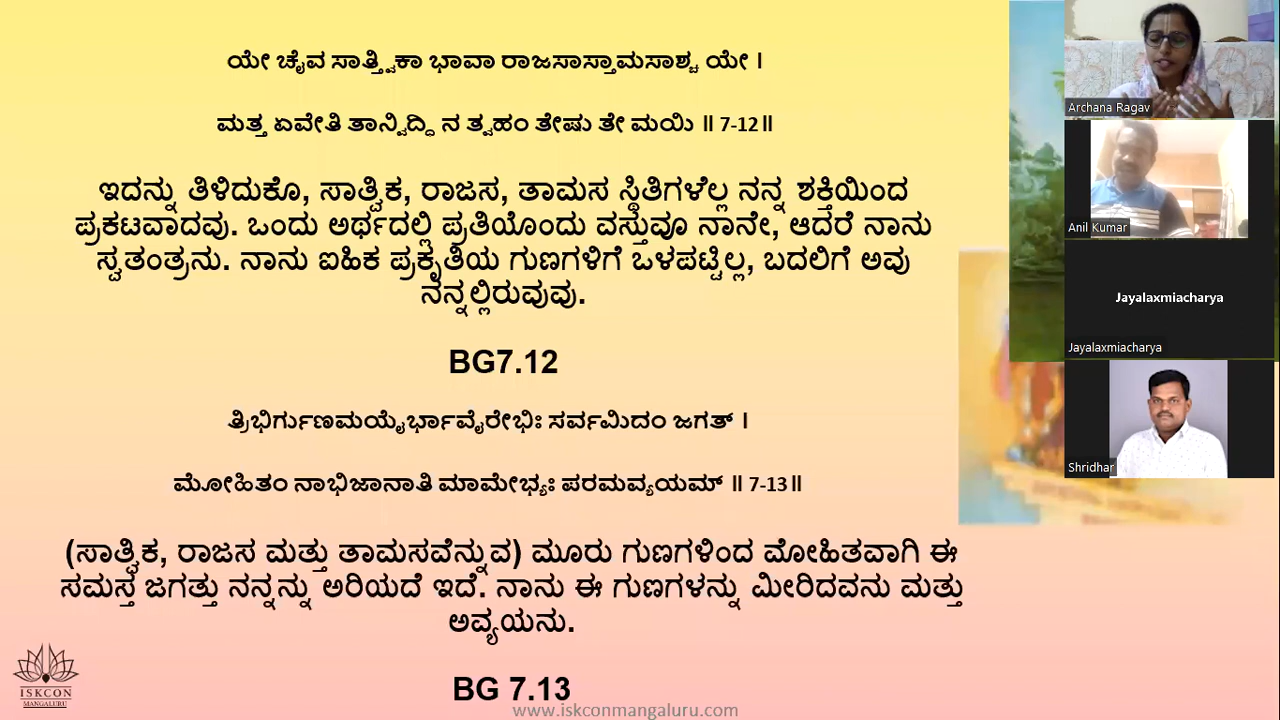 ಯೇ ಚೈವ ಸಾತ್ತ್ವಿಕಾ ಭಾವಾ ರಾಜಸಾಸ್ತಾಮಸಾಶ್ಚ ಯೇ ।
ಮತ್ತ ಏವೇತಿ ತಾನ್ವಿದ್ಧಿ ನ ತ್ವಹಂ ತೇಷು ತೇ ಮಯಿ ॥ 7-12॥
ಇದನ್ನು ತಿಳಿದುಕೊ, ಸಾತ್ವಿಕ, ರಾಜಸ, ತಾಮಸ ಸ್ಥಿತಿಗಳೆಲ್ಲ ನನ್ನ ಶಕ್ತಿಯಿಂದ
ಪ್ರಕಟವಾದವು. ಒಂದು ಅರ್ಥದಲ್ಲಿ ಪ್ರತಿಯೊಂದು ವಸ್ತುವೂ ನಾನೇ, ಆದರೆ ನಾನು
ಸ್ವತಂತ್ರನು. ನಾನು ಐಹಿಕ ಪ್ರಕೃತಿಯ ಗುಣಗಳಿಗೆ ಒಳಪಟ್ಟಿಲ್ಲ, ಬದಲಿಗೆ ಅವು
ನನ್ನಲ್ಲಿರುವುವು.
BG7.12
ತ್ರಿಭಿರ್ಗುಣಮಯೈರ್ಭಾವೈರೇಭಿಃ ಸರ್ವಮಿದಂ ಜಗತ್ ।
ಮೋಹಿತಂ ನಾಭಿಜಾನಾತಿ ಮಾಮೇಭ್ಯಃ ಪರಮವ್ಯಯಮ್ ॥ 7-13॥
(ಸಾತ್ವಿಕ, ರಾಜಸ ಮತ್ತು ತಾಮಸವೆನ್ನುವ) ಮೂರು ಗುಣಗಳಿಂದ ಮೋಹಿತವಾಗಿ ಈ
ಸಮಸ್ತ ಜಗತ್ತು ನನ್ನನ್ನು ಅರಿಯದೆ ಇದೆ. ನಾನು ಈ ಗುಣಗಳನ್ನು ಮೀರಿದವನು ಮತ್ತು
ಅವ್ಯಯನು.
BG 7.13
www.iskconmangaluru.com
ISKCON
MANGALURU
Archana Ragav
Anil Kumar
Jayalaxmiacharya
Jayalaxmiacharya
Shridhar